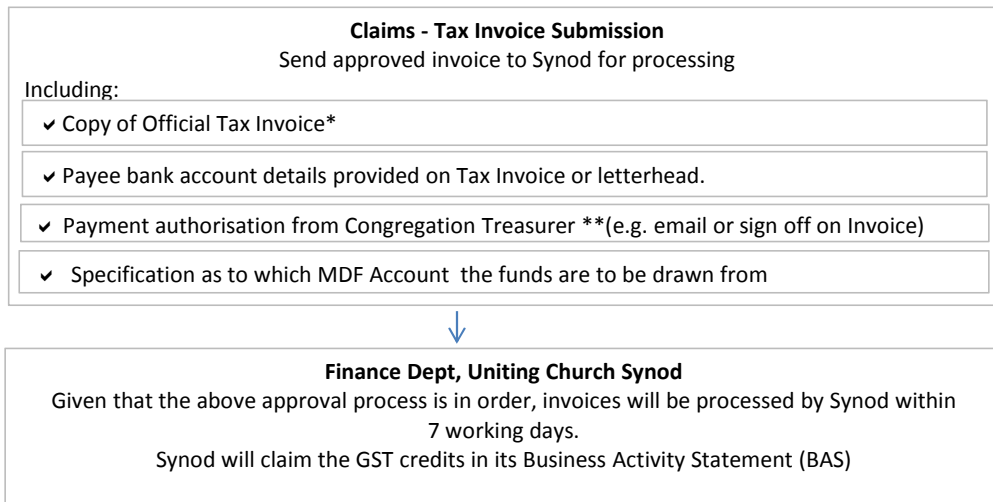 Claims - Tax Invoice Submission
Send approved invoice to Synod for processing
Including:
✔ Copy of Official Tax Invoice*
✔ Payee bank account details provided on Tax Invoice or letterhead.
✔ Payment authorisation from Congregation Treasurer **(e.g. email or sign off on Invoice)
✔ Specification as to which MDF Account the funds are to be drawn from
Finance Dept, Uniting Church Synod
Given that the above approval process is in order, invoices will be processed by Synod within
7 working days.
Synod will claim the GST credits in its Business Activity Statement (BAS)